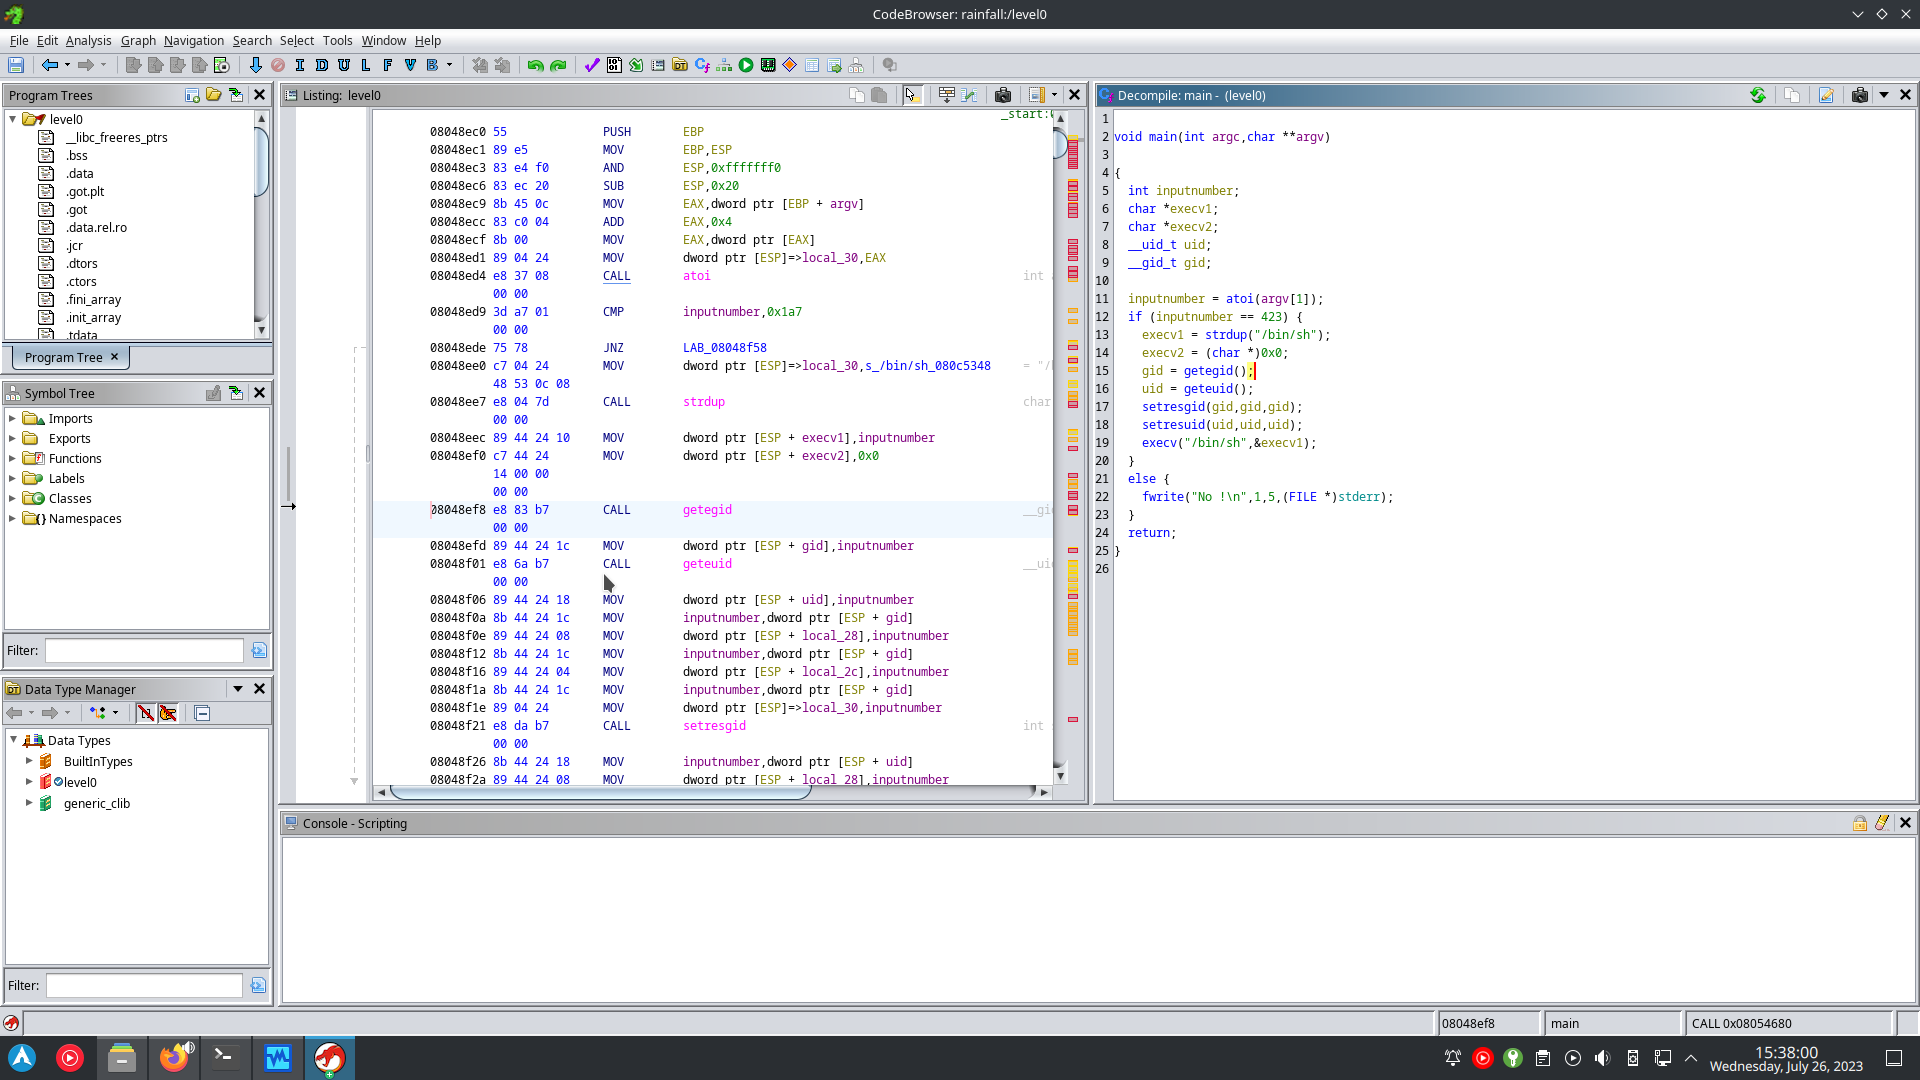 CodeBrowser: rainfall:/level0
File Edit Analysis Graph Navigation Search Select Tools Window Help
I D U L F V B
Program Trees
level0
__libc_freeres_ptrs
.bss
.data
.got.plt
.got
.data.rel.ro
.jcr
.dtors
.ctors
.fini_array
.init_array
.tdata
Program Tree
Symbol Tree
Imports
Exports
Functions
Labels
Classes
Namespaces
Filter:
Data Type Manager
Data Types
BuiltInTypes
level0
generic_clib
Filter:
Listing: level0
_start:
08048ec0 55 PUSH EBP
08048ec1 89 e5 MOV EBP,ESP
08048ec3 83 e4 f0 AND ESP,0xfffffff0
08048ec6 83 ec 20 SUB ESP,0x20
08048ec9 8b 45 0c MOV EAX,dword ptr [EBP + argv]
08048ecc 83 c0 04 ADD EAX,0x4
08048ecf 8b 00 MOV EAX,dword ptr [EAX]
08048ed1 89 04 24 MOV dword ptr [ESP]=>local_30,EAX
08048ed4 e8 37 08 CALL atoi int
00 00
08048ed9 3d a7 01 CMP inputnumber,0x1a7
00 00
08048ede 75 78 JNZ LAB_08048f58
08048ee0 c7 04 24 MOV dword ptr [ESP]=>local_30,s_/bin/sh_080c5348 = "/
48 53 0c 08
08048ee7 e8 04 7d CALL strdup char
00 00
08048eec 89 44 24 10 MOV dword ptr [ESP + execv1],inputnumber
08048ef0 c7 44 24 MOV dword ptr [ESP + execv2],0x0
14 00 00
00 00
08048ef8 e8 83 b7 CALL getegid __gi
00 00
08048efd 89 44 24 1c MOV dword ptr [ESP + gid],inputnumber
08048f01 e8 6a b7 CALL geteuid __ui
00 00
08048f06 89 44 24 18 MOV dword ptr [ESP + uid],inputnumber
08048f0a 8b 44 24 1c MOV inputnumber,dword ptr [ESP + gid]
08048f0e 89 44 24 08 MOV dword ptr [ESP + local_28],inputnumber
08048f12 8b 44 24 1c MOV inputnumber,dword ptr [ESP + gid]
08048f16 89 44 24 04 MOV dword ptr [ESP + local_2c],inputnumber
08048f1a 8b 44 24 1c MOV inputnumber,dword ptr [ESP + gid]
08048f1e 89 04 24 MOV dword ptr [ESP]=>local_30,inputnumber
08048f21 e8 da b7 CALL setresgid int
00 00
08048f26 8b 44 24 18 MOV inputnumber,dword ptr [ESP + uid]
08048f2a 89 44 24 08 MOV dword ptr [ESP + local_28],inputnumber
Decompile: main - (level0)
1
2 void main(int argc,char **argv)
3
4 {
5 int inputnumber;
6 char *execv1;
7 char *execv2;
8 __uid_t uid;
9 __gid_t gid;
10
11 inputnumber = atoi(argv[1]);
12 if (inputnumber == 423) {
13 execv1 = strdup("/bin/sh");
14 execv2 = (char *)0x0;
15 gid = getegid();
16 uid = geteuid();
17 setresgid(gid,gid,gid);
18 setresuid(uid,uid,uid);
19 execv("/bin/sh",&execv1);
20 }
21 else {
22 fwrite("No !\n",1,5,(FILE *)stderr);
23 }
24 return;
25 }
26
Console - Scripting
08048ef8 main CALL 0x08054680
15:38:00
Wednesday, July 26, 2023